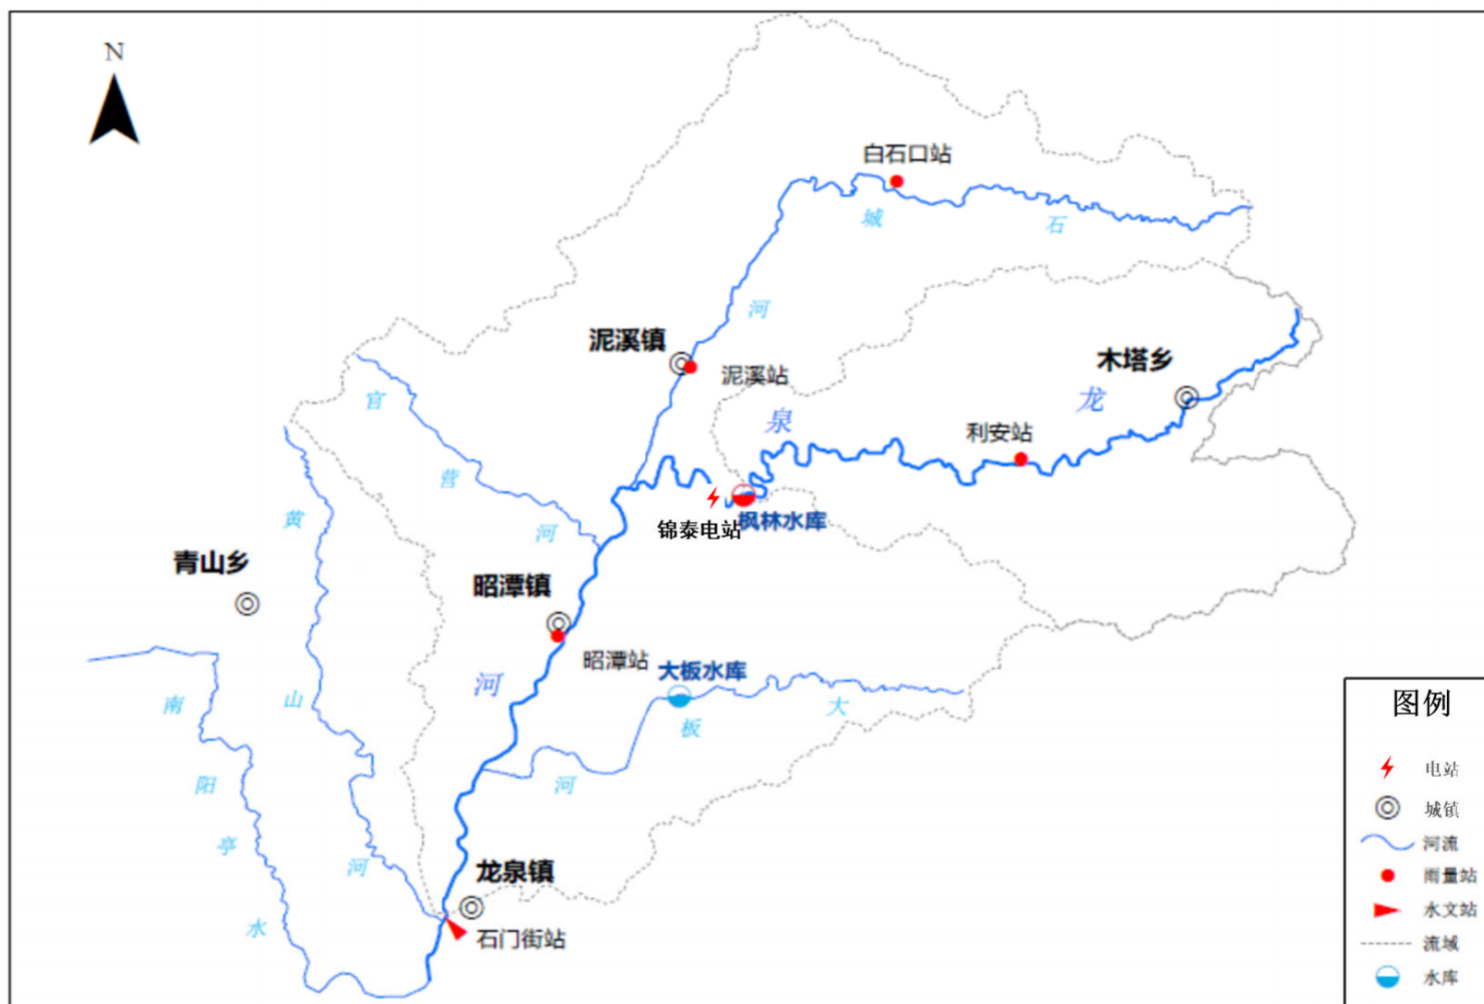 N
白石口站
城
石
河
泥溪镇
泥溪站
木塔乡
龙
泉
利安站
官
营
河
锦泰电站
枫林水库
黄
青山乡
昭潭镇
昭潭站
大板水库
河
南
山
板
大
阳
河
亭
河
龙泉镇
水
石门街站
图例
电站
城镇
河流
雨量站
水文站
流域
水库